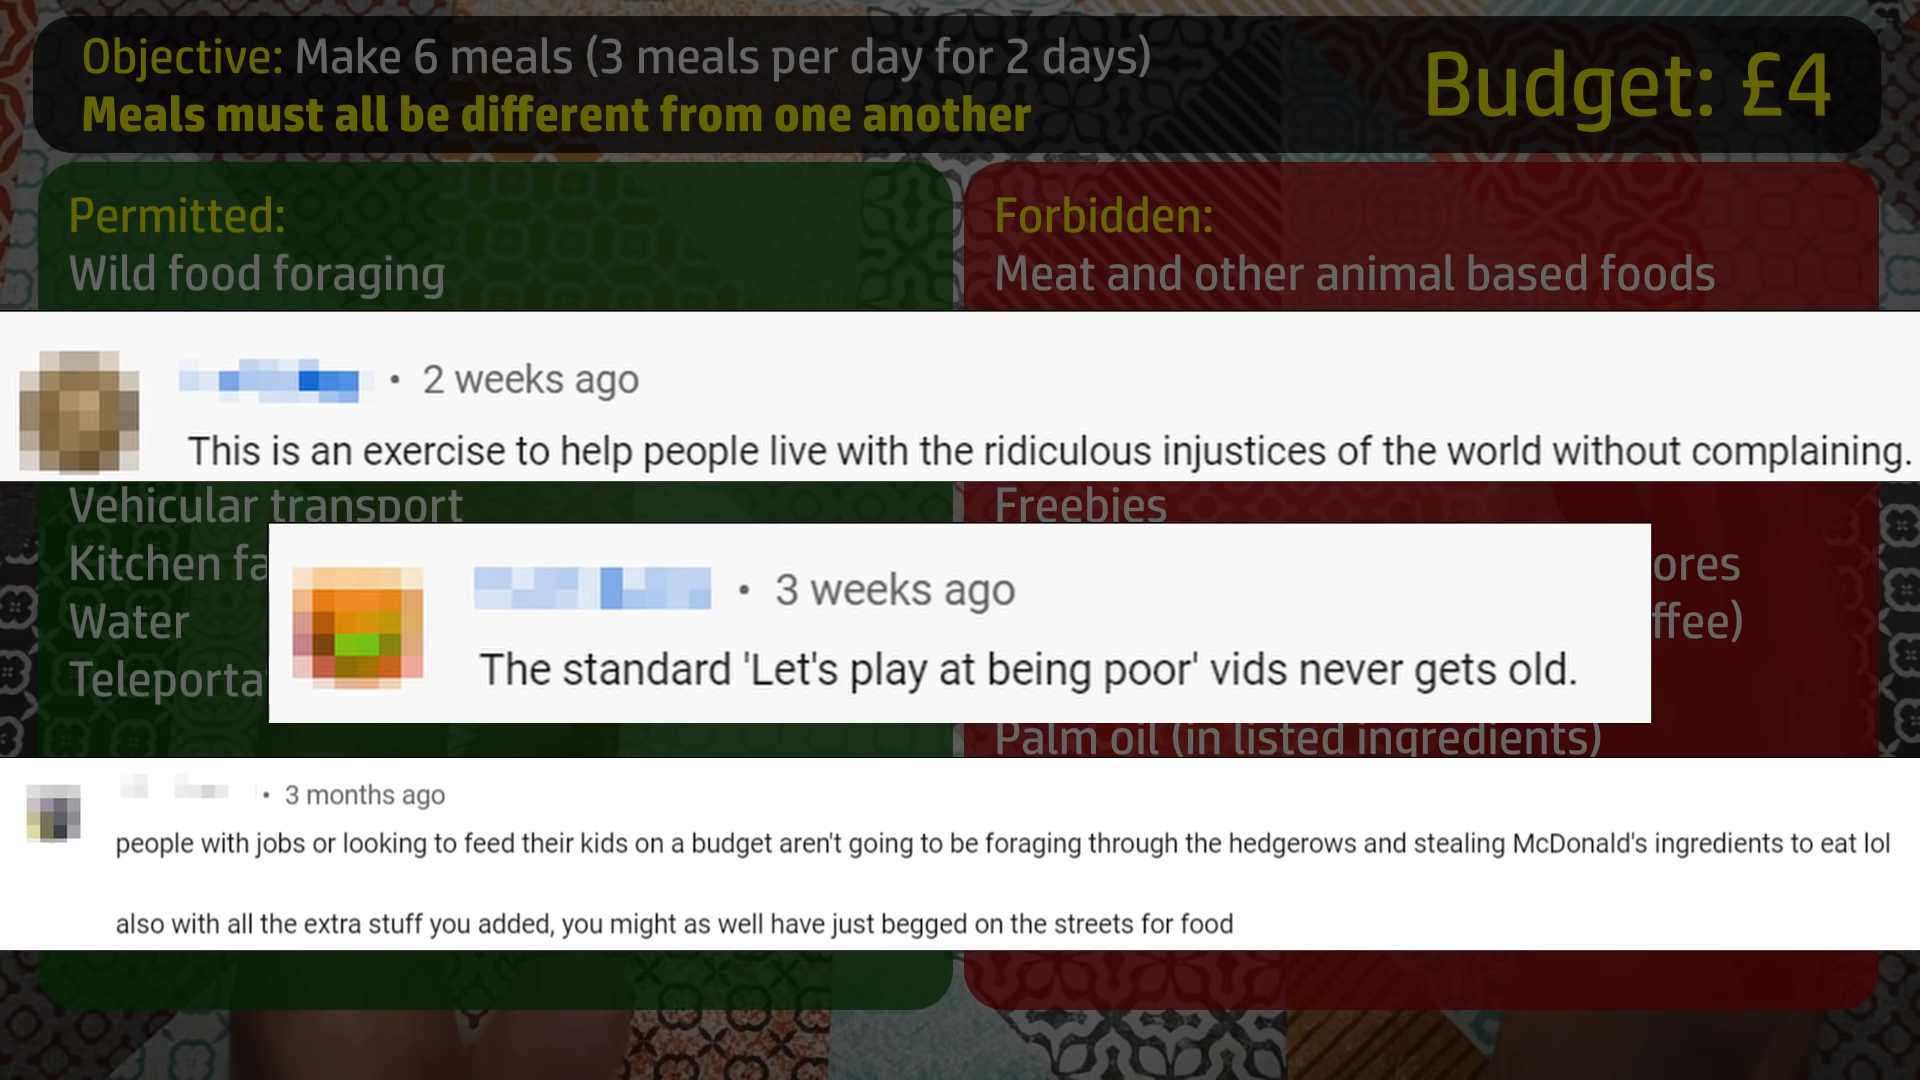 Objective: Make 6 meals (3 meals per day for 2 days)
Meals must all be different from one another
Budget: £4
Permitted:
Wild food foraging
Forbidden:
Meat and other animal based foods
• 2 weeks ago
This is an exercise to help people live with the ridiculous injustices of the world without complaining.
Vehicular transport
Kitchen fa
Water
Teleporta
Freebies
ores
ffee)
• 3 weeks ago
The standard 'Let's play at being poor' vids never gets old.
Palm oil (in listed ingredients)
• 3 months ago
people with jobs or looking to feed their kids on a budget aren't going to be foraging through the hedgerows and stealing McDonald's ingredients to eat lol
also with all the extra stuff you added, you might as well have just begged on the streets for food